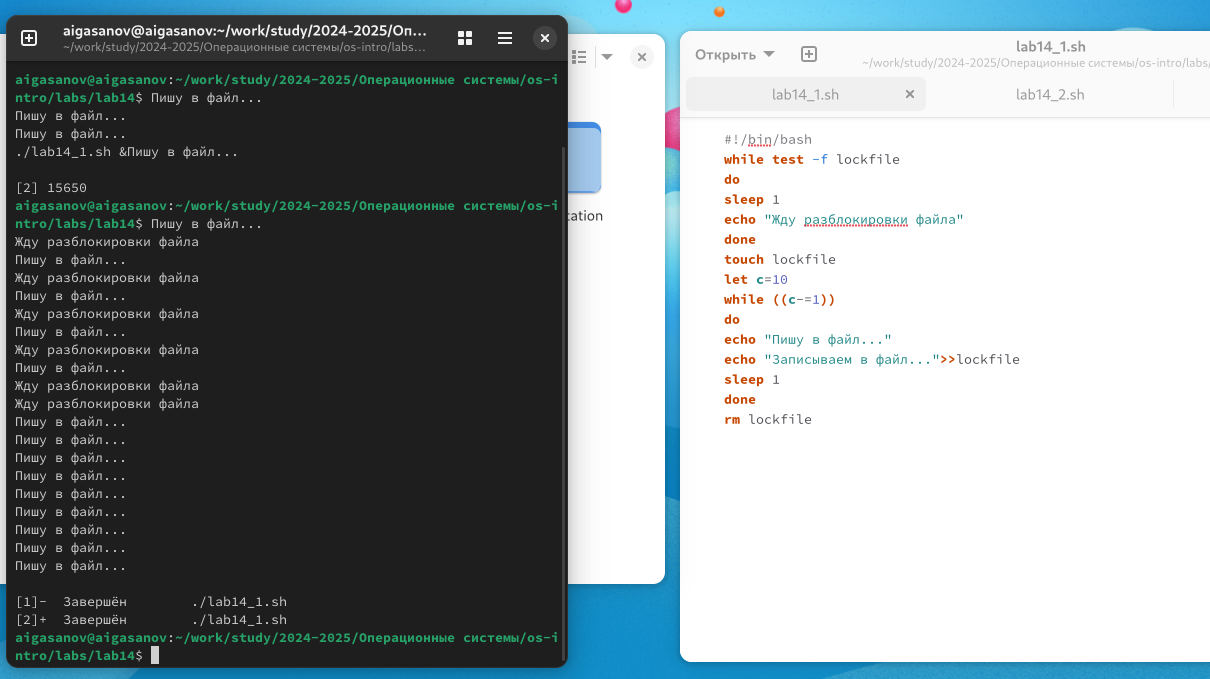 aigasanov@aigasanov:~/work/study/2024-2025/Оп...
~/work/study/2024-2025/Операционные системы/os-intro/labs...
aigasanov@aigasanov:~/work/study/2024-2025/Операционные системы/os-i
ntro/labs/lab14$ Пишу в файл...
Пишу в файл...
Пишу в файл...
./lab14_1.sh &Пишу в файл...
[2] 15650
aigasanov@aigasanov:~/work/study/2024-2025/Операционные системы/os-i
ntro/labs/lab14$ Пишу в файл...
Жду разблокировки файла
Пишу в файл...
Жду разблокировки файла
Пишу в файл...
Жду разблокировки файла
Пишу в файл...
Жду разблокировки файла
Пишу в файл...
Жду разблокировки файла
Жду разблокировки файла
Пишу в файл...
Пишу в файл...
Пишу в файл...
Пишу в файл...
Пишу в файл...
Пишу в файл...
Пишу в файл...
Пишу в файл...
Пишу в файл...
[1]-  Завершён        ./lab14_1.sh
[2]+  Завершён        ./lab14_1.sh
aigasanov@aigasanov:~/work/study/2024-2025/Операционные системы/os-i
ntro/labs/lab14$
tation
Открыть
lab14_1.sh
~/work/study/2024-2025/Операционные системы/os-intro/labs/
lab14_1.sh
lab14_2.sh
#!/bin/bash
while test -f lockfile
do
sleep 1
echo "Жду разблокировки файла"
done
touch lockfile
let c=10
while ((c-=1))
do
echo "Пишу в файл..."
echo "Записываем в файл...">>lockfile
sleep 1
done
rm lockfile